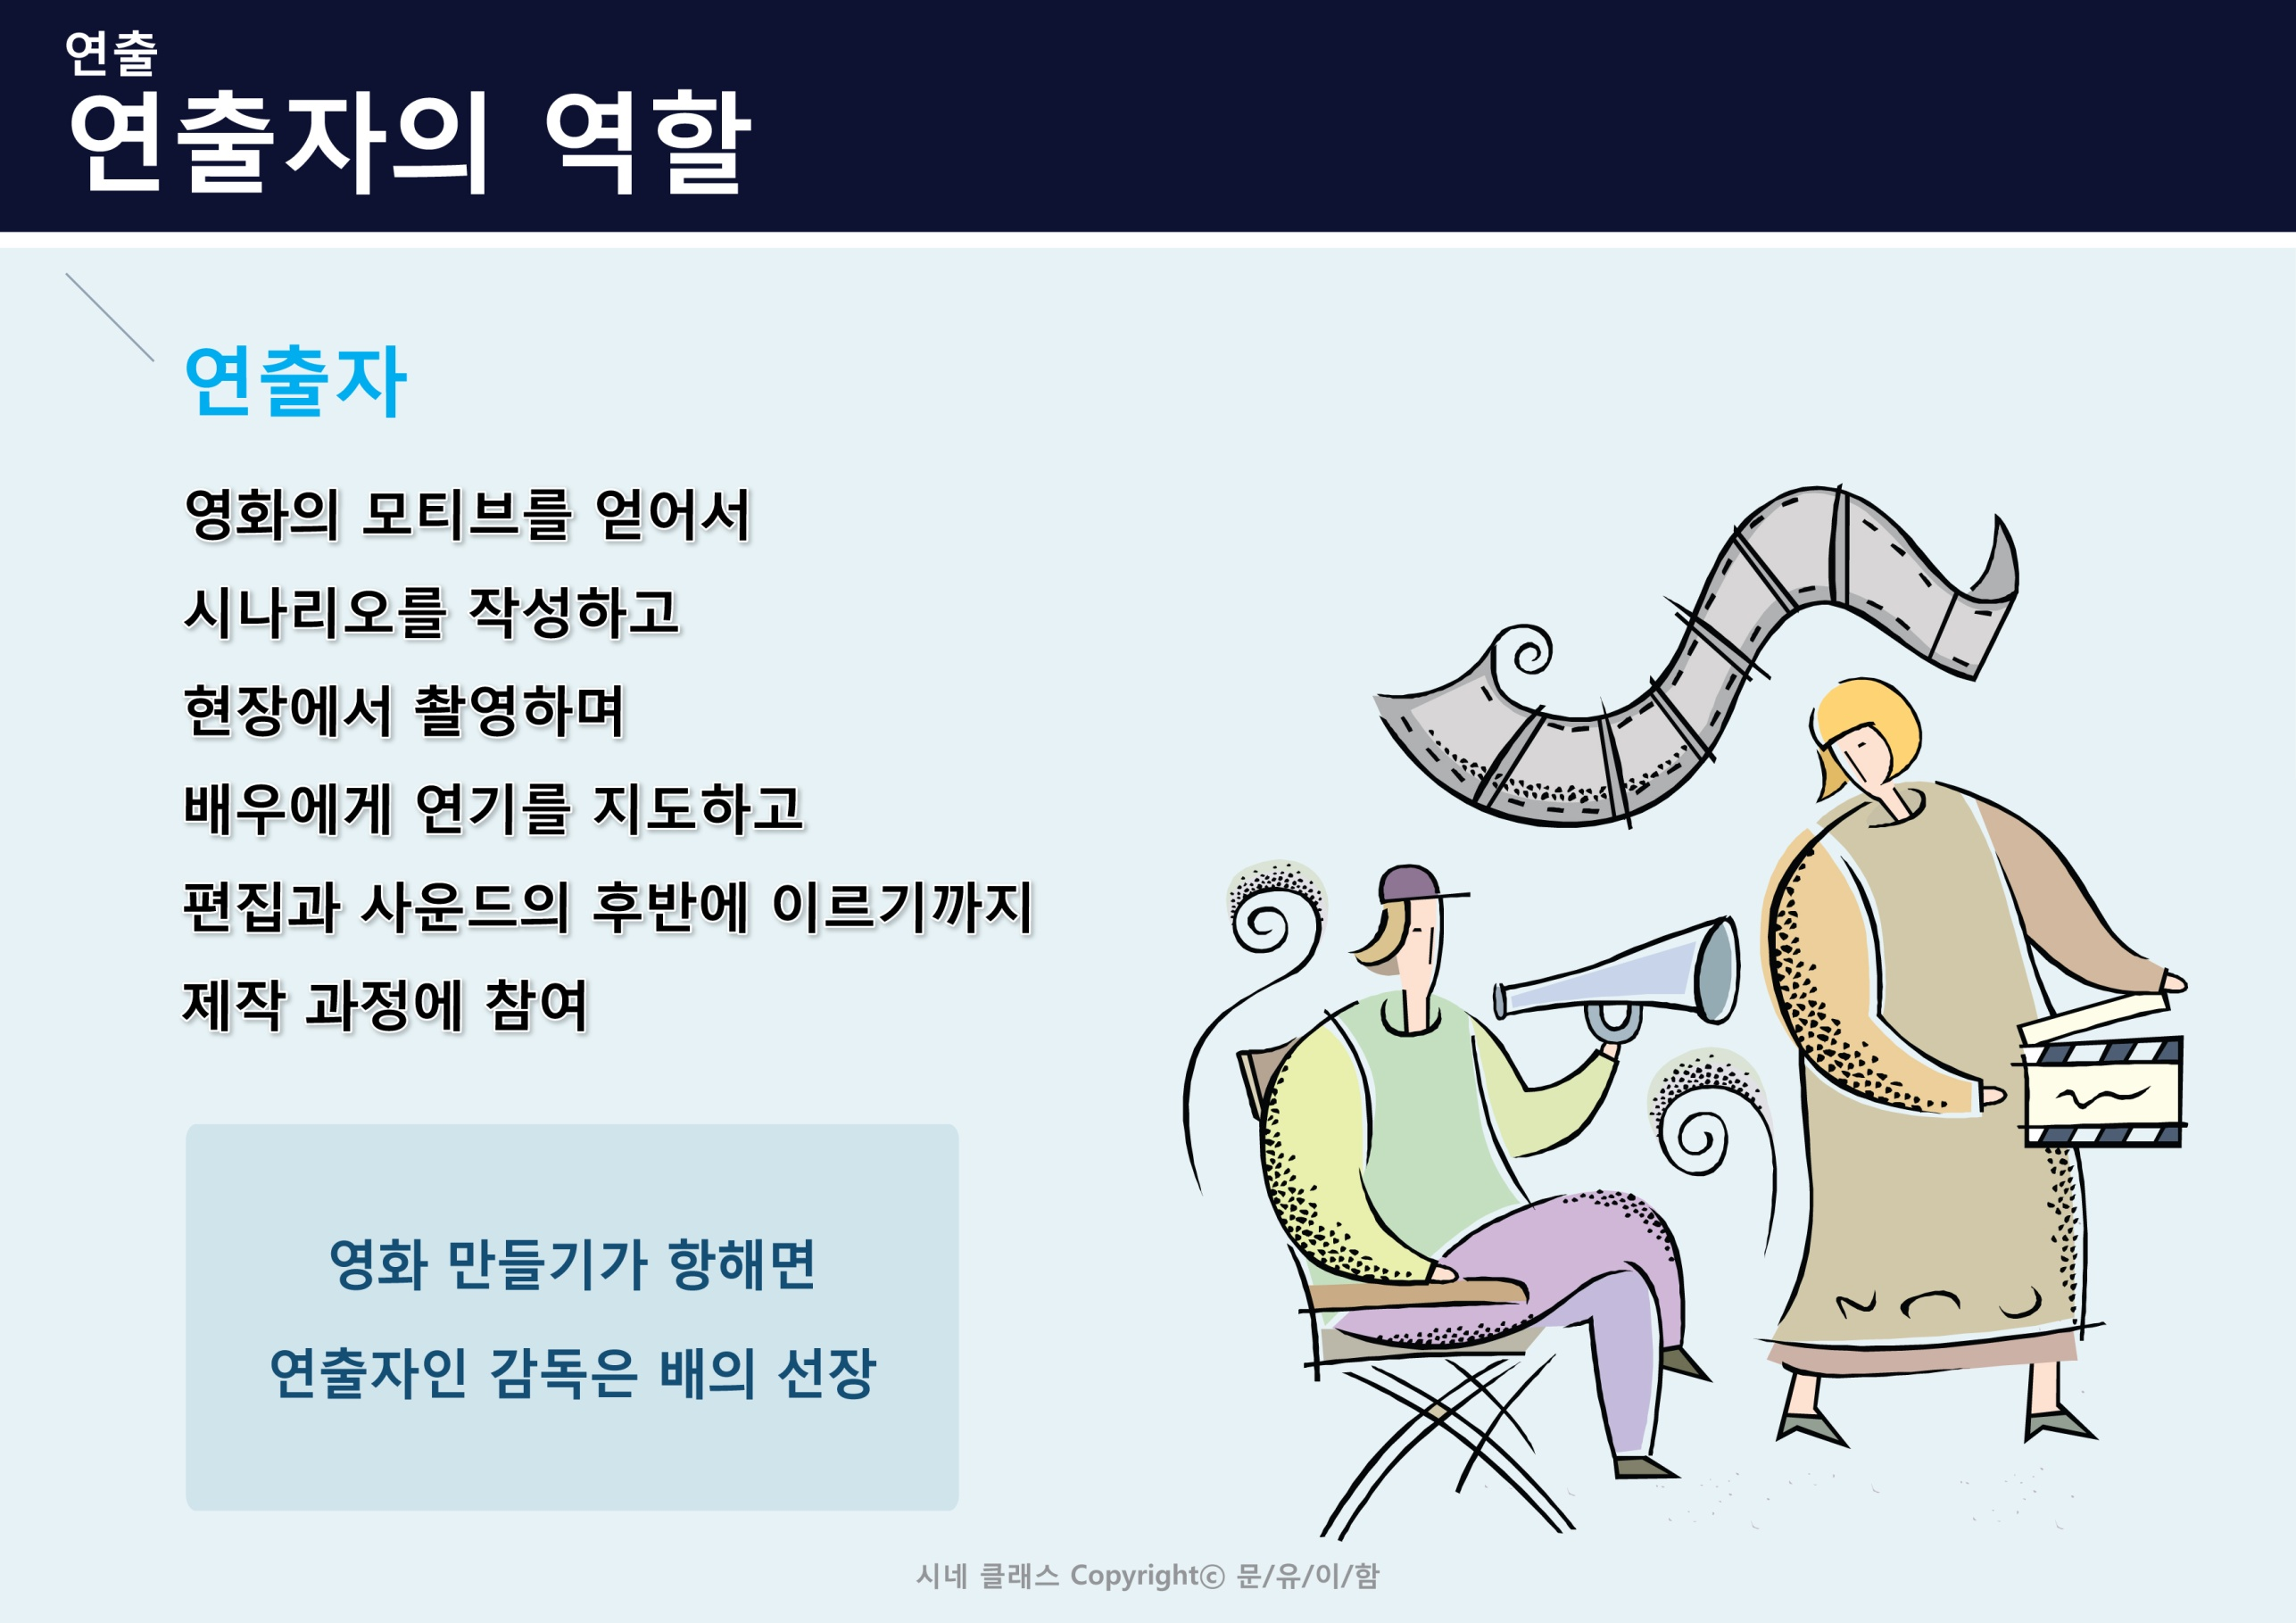 연출
연출자의 역할
연출자
영화의 모티브를 얻어서
시나리오를 작성하고
현장에서 촬영하며
배우에게 연기를 지도하고
편집과 사운드의 후반에 이르기까지
제작 과정에 참여
영화 만들기가 항해면
연출자인 감독은 배의 선장
시네 클래스 Copyright© 문/유/이/함